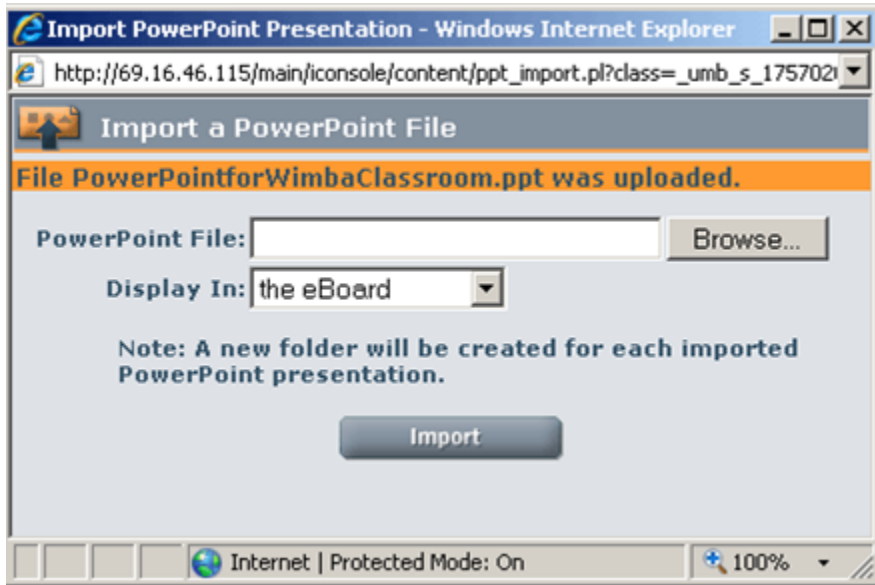 Import PowerPoint Presentation - Windows Internet Explorer
http://69.16.46.115/main/iconsole/content/ppt_import.pl?class=_umb_s_175702
Import a PowerPoint File
File PowerPointforWimbaClassroom.ppt was uploaded.
PowerPoint File: Browse...
Display In: the eBoard
Note: A new folder will be created for each imported
PowerPoint presentation.
Import
Internet | Protected Mode: On 100%